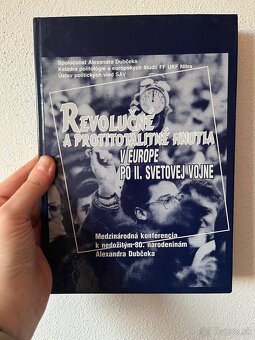 Spoločnosť Alexandra Dubčeka
Katedra politológie a európskych štúdií FF UKF Nitra
Ústav politických vied SAV
REVOLUČNÉ
A PROTITOTALITNÉ HNUTIA
V EURÓPE
PO II. SVETOVEJ VOJNE
Medzinárodná konferencia
k nedožitým 80. narodeninám
Alexandra Dubčeka